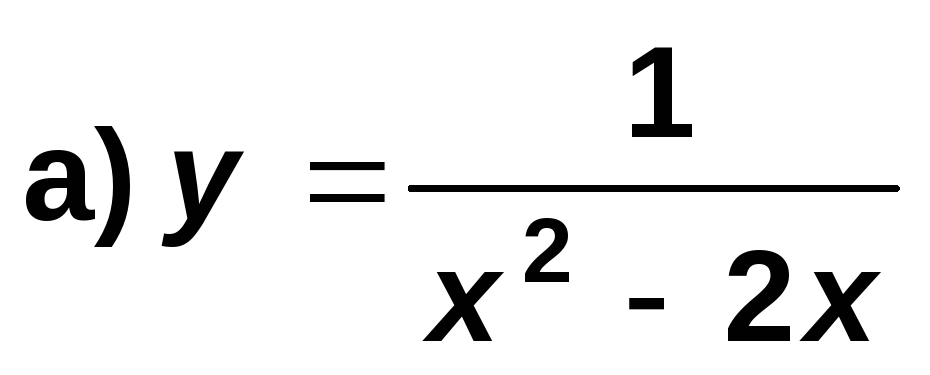 a) y = 1 / (x² - 2x)